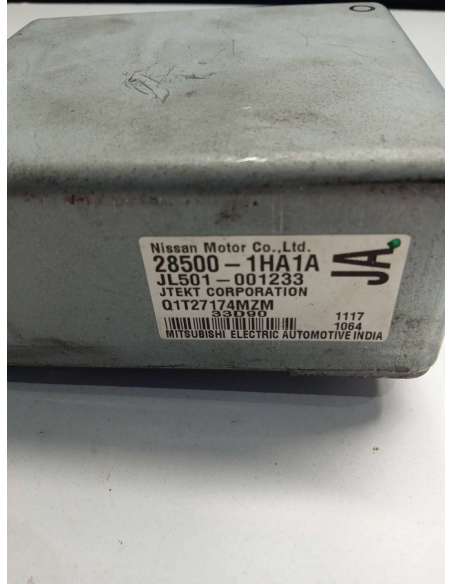 Nissan Motor Co.,Ltd.
28500-1HA1A
JA
JL501-001233
JTEKT CORPORATION
Q1T27174MZM
33D90
1117
1064
MITSUBISHI ELECTRIC AUTOMOTIVE INDIA